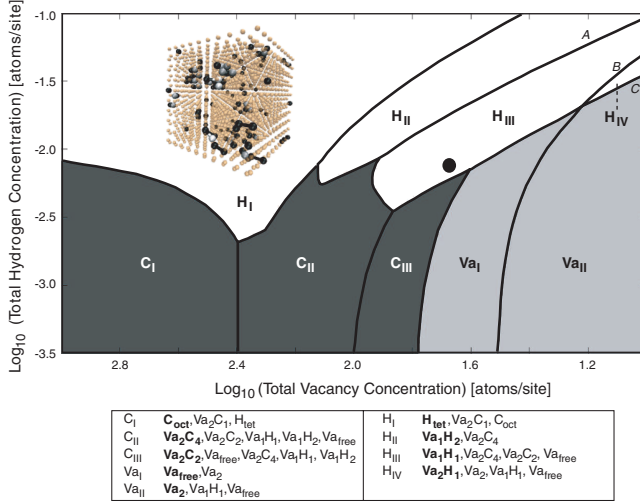 Log10 (Total Hydrogen Concentration) [atoms/site]
-1.0
-1.5
-2.0
-2.5
-3.0
-3.5
A
B
C
HII
HIII
HIV
HI
CI
CII
CIII
VaI
VaII
2.8
2.4
2.0
1.6
1.2
Log10 (Total Vacancy Concentration) [atoms/site]
CI Coct,Va2C1, Htet
CII Va2C4,Va2C2,Va1H1,Va1H2,Vafree
CIII Va2C2,Vafree,Va2C4,Va1H1,Va1H2
VaI Vafree,Va2
VaII Va2,Va1H1,Vafree
HI Htet,Va2C1, Coct
HII Va1H2,Va2C4
HIII Va1H1,Va2C4,Va2C2, Vafree
HIV Va2H1,Va2,Va1H1, Vafree